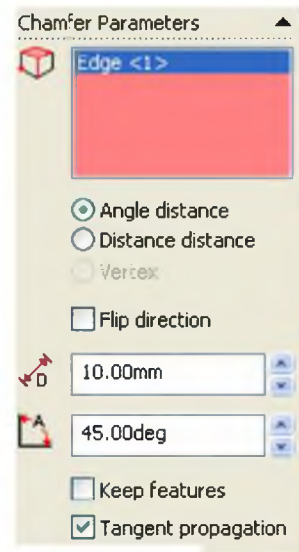 Chamfer Parameters
Edge <1>
Angle distance
Distance distance
Vertex
Flip direction
D
10.00mm
A
45.00deg
Keep features
Tangent propagation